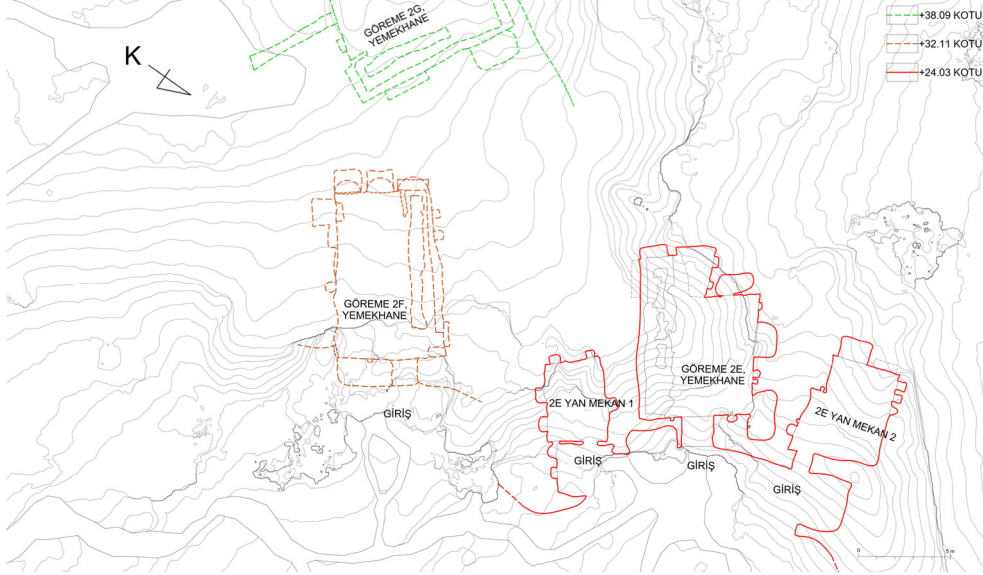 GÖREME 2G,
YEMEKHANE
+38.09 KOTU
+32.11 KOTU
+24.03 KOTU
K
GÖREME 2F,
YEMEKHANE
GİRİŞ
2E YAN MEKAN 1
GİRİŞ
GÖREME 2E,
YEMEKHANE
GİRİŞ
2E YAN MEKAN 2
GİRİŞ
0 5 m